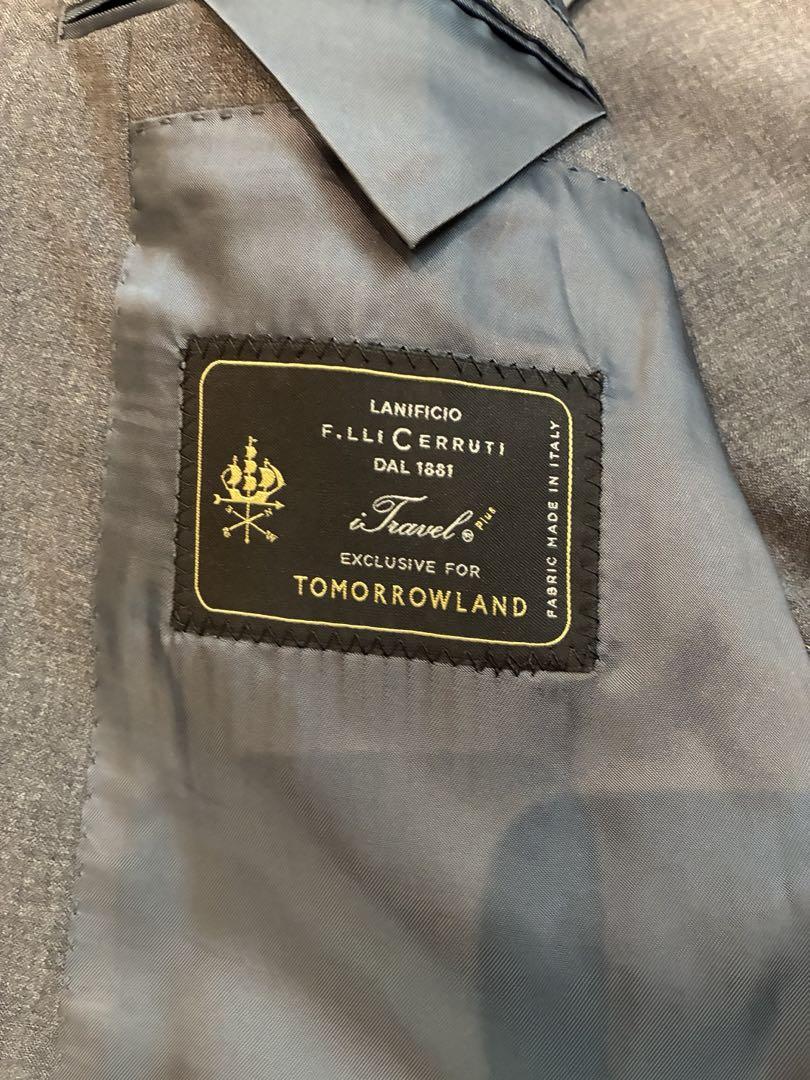 LANIFICIO
F.LLI CERRUTI
DAL 1881
iTravel® Plus
EXCLUSIVE FOR
TOMORROWLAND
FABRIC MADE IN ITALY